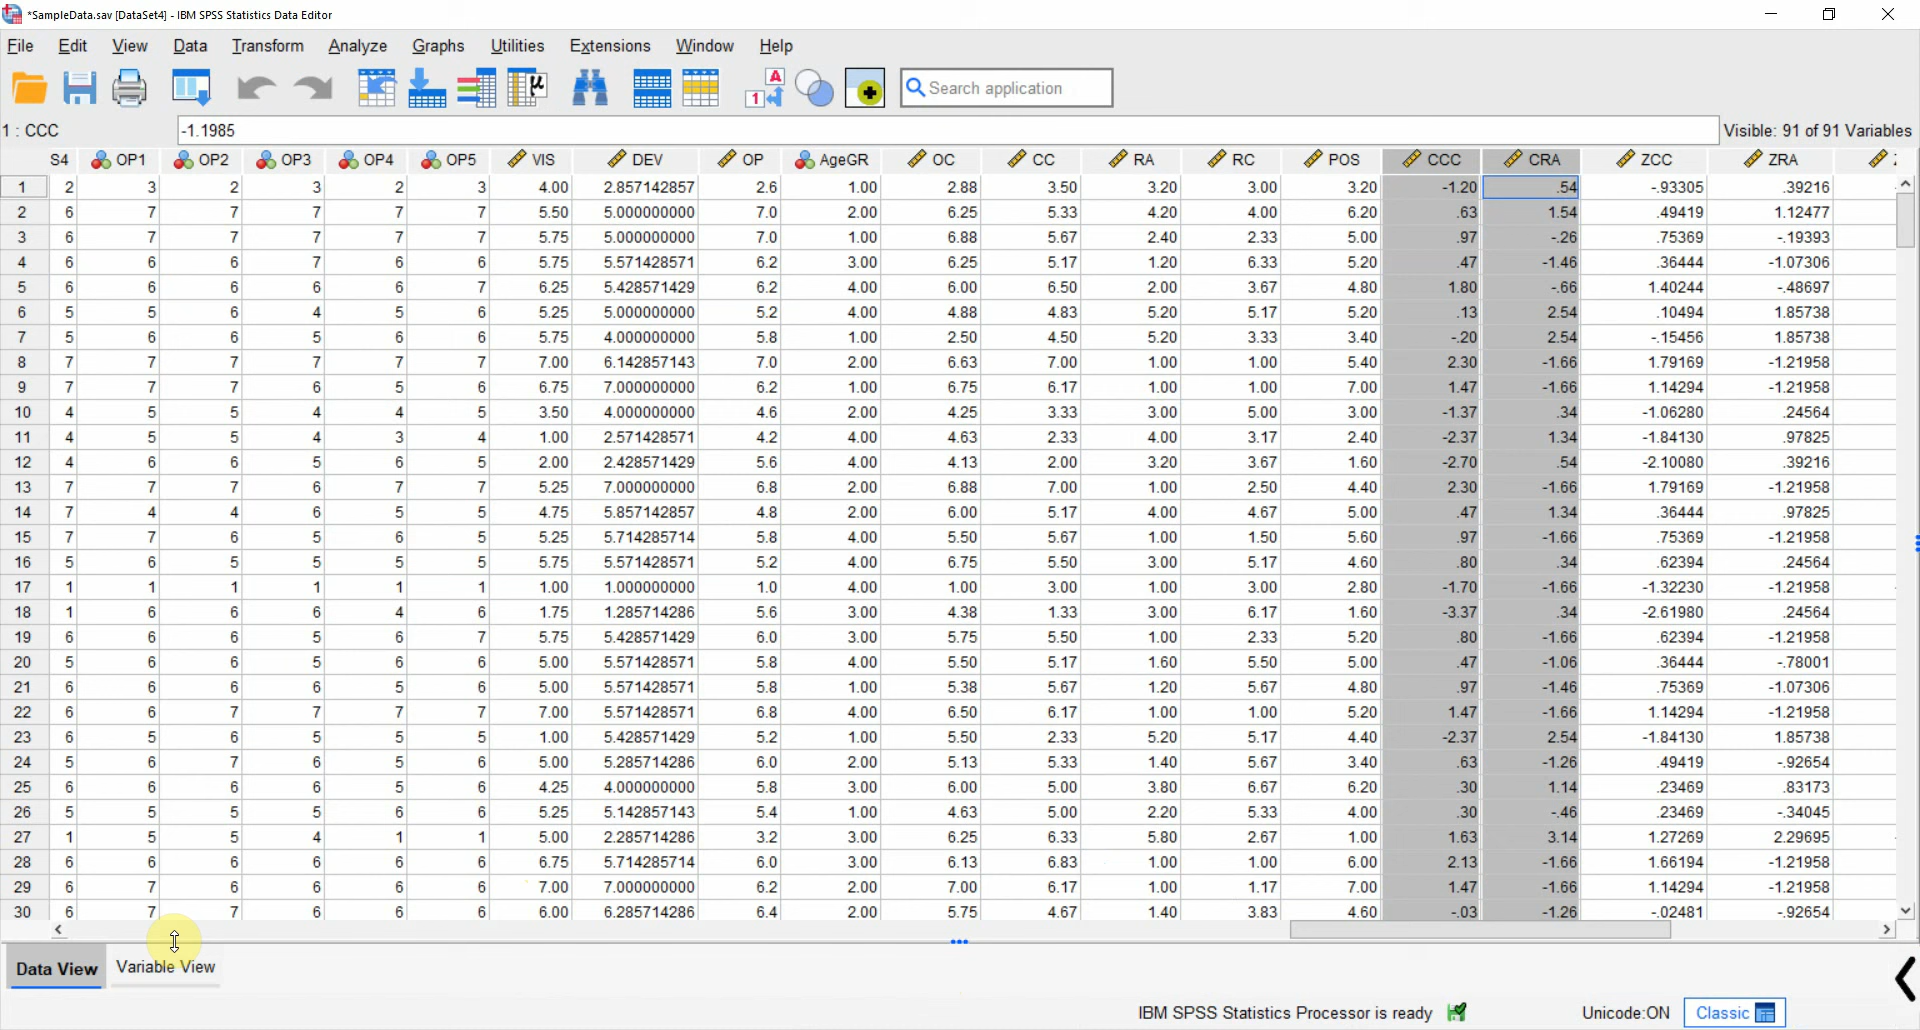 *SampleData.sav [DataSet4] - IBM SPSS Statistics Data Editor
File Edit View Data Transform Analyze Graphs Utilities Extensions Window Help
Search application
1 : CCC -1.1985 Visible: 91 of 91 Variables
S4 OP1 OP2 OP3 OP4 OP5 VIS DEV OP AgeGR OC CC RA RC POS CCC CRA ZCC ZRA
1 2 3 2 3 2 3 4.00 2.857142857 2.6 1.00 2.88 3.50 3.20 3.00 3.20 -1.20 .54 -.93305 .39216
2 6 7 7 7 7 7 5.50 5.000000000 7.0 2.00 6.25 5.33 4.20 4.00 6.20 .63 1.54 .49419 1.12477
3 6 7 7 7 7 7 5.75 5.000000000 7.0 1.00 6.88 5.67 2.40 2.33 5.00 .97 -.26 .75369 -.19393
4 6 6 6 7 6 6 5.75 5.571428571 6.2 3.00 6.25 5.17 1.20 6.33 5.20 .47 -1.46 .36444 -1.07306
5 6 6 6 6 6 7 6.25 5.428571429 6.2 4.00 6.00 6.50 2.00 3.67 4.80 1.80 -.66 1.40244 -.48697
6 5 5 6 4 5 6 5.25 5.000000000 5.2 4.00 4.88 4.83 5.20 5.17 5.20 .13 2.54 .10494 1.85738
7 5 6 6 5 6 6 5.75 4.000000000 5.8 1.00 2.50 4.50 5.20 3.33 3.40 -.20 2.54 -.15456 1.85738
8 7 7 7 7 7 7 7.00 6.142857143 7.0 2.00 6.63 7.00 1.00 1.00 5.40 2.30 -1.66 1.79169 -1.21958
9 7 7 7 6 5 6 6.75 7.000000000 6.2 1.00 6.75 6.17 1.00 1.00 7.00 1.47 -1.66 1.14294 -1.21958
10 4 5 5 4 4 5 3.50 4.000000000 4.6 2.00 4.25 3.33 3.00 5.00 3.00 -1.37 .34 -1.06280 .24564
11 4 5 5 4 3 4 1.00 2.571428571 4.2 4.00 4.63 2.33 4.00 3.17 2.40 -2.37 1.34 -1.84130 .97825
12 4 6 6 5 6 5 2.00 2.428571429 5.6 4.00 4.13 2.00 3.20 3.67 1.60 -2.70 .54 -2.10080 .39216
13 7 7 7 6 7 7 5.25 7.000000000 6.8 2.00 6.88 7.00 1.00 2.50 4.40 2.30 -1.66 1.79169 -1.21958
14 7 4 4 6 5 5 4.75 5.857142857 4.8 2.00 6.00 5.17 4.00 4.67 5.00 .47 1.34 .36444 .97825
15 7 7 6 5 6 5 5.25 5.714285714 5.8 4.00 5.50 5.67 1.00 1.50 5.60 .97 -1.66 .75369 -1.21958
16 5 6 5 5 5 5 5.75 5.571428571 5.2 4.00 6.75 5.50 3.00 5.17 4.60 .80 .34 .62394 .24564
17 1 1 1 1 1 1 1.00 1.000000000 1.0 4.00 1.00 3.00 1.00 3.00 2.80 -1.70 -1.66 -1.32230 -1.21958
18 1 6 6 6 4 6 1.75 1.285714286 5.6 3.00 4.38 1.33 3.00 6.17 1.60 -3.37 .34 -2.61980 .24564
19 6 6 6 5 6 7 5.75 5.428571429 6.0 3.00 5.75 5.50 1.00 2.33 5.20 .80 -1.66 .62394 -1.21958
20 5 6 6 5 6 6 5.00 5.571428571 5.8 4.00 5.50 5.17 1.60 5.50 5.00 .47 -1.06 .36444 -.78001
21 6 6 6 6 5 6 5.00 5.571428571 5.8 1.00 5.38 5.67 1.20 5.67 4.80 .97 -1.46 .75369 -1.07306
22 6 6 7 7 7 7 7.00 5.571428571 6.8 4.00 6.50 6.17 1.00 1.00 5.20 1.47 -1.66 1.14294 -1.21958
23 6 5 6 5 5 5 1.00 5.428571429 5.2 1.00 5.50 2.33 5.20 5.17 4.40 -2.37 2.54 -1.84130 1.85738
24 5 6 7 6 5 6 5.00 5.285714286 6.0 2.00 5.13 5.33 1.40 5.67 3.40 .63 -1.26 .49419 -.92654
25 6 6 6 6 5 6 4.25 4.000000000 5.8 3.00 6.00 5.00 3.80 6.67 6.20 .30 1.14 .23469 .83173
26 5 5 5 5 6 6 5.25 5.142857143 5.4 1.00 4.63 5.00 2.20 5.33 4.00 .30 -.46 .23469 -.34045
27 1 5 5 4 1 1 5.00 2.285714286 3.2 3.00 6.25 6.33 5.80 2.67 1.00 1.63 3.14 1.27269 2.29695
28 6 6 6 6 6 6 6.75 5.714285714 6.0 3.00 6.13 6.83 1.00 1.00 6.00 2.13 -1.66 1.66194 -1.21958
29 6 7 6 6 6 6 7.00 7.000000000 6.2 2.00 7.00 6.17 1.00 1.17 7.00 1.47 -1.66 1.14294 -1.21958
30 6 7 7 6 6 6 6.00 6.285714286 6.4 2.00 5.75 4.67 1.40 3.83 4.60 -.03 -1.26 -.02481 -.92654
Data View Variable View
IBM SPSS Statistics Processor is ready Unicode:ON Classic